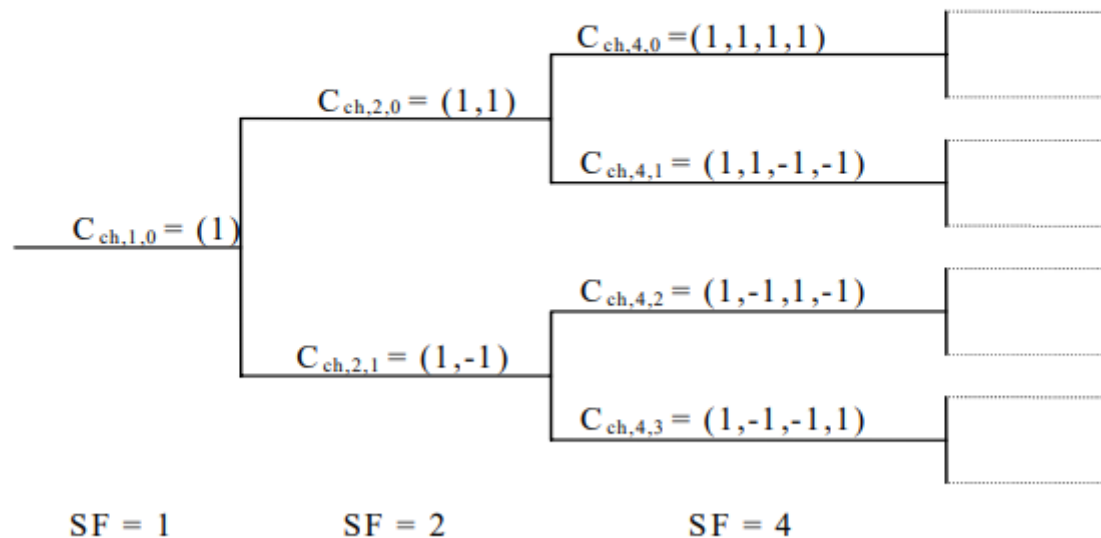 C ch,4,0 =(1,1,1,1)
C ch,2,0 = (1,1)
C ch,4,1 = (1,1,-1,-1)
C ch,1,0 = (1)
C ch,4,2 = (1,-1,1,-1)
C ch,2,1 = (1,-1)
C ch,4,3 = (1,-1,-1,1)
SF = 1 SF = 2 SF = 4